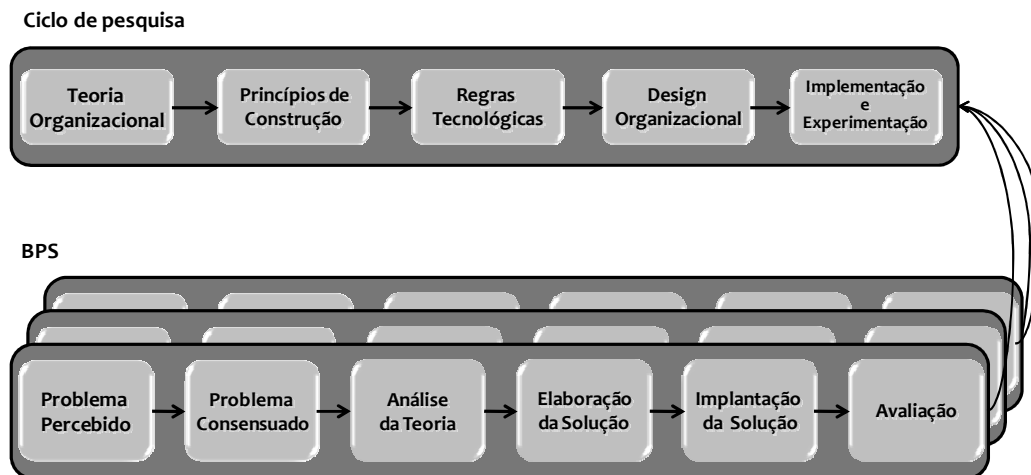 Ciclo de pesquisa
Teoria
Organizacional
Princípios de
Construção
Regras
Tecnológicas
Design
Organizacional
Implementação
e
Experimentação
BPS
Problema
Percebido
Problema
Consensuado
Análise
da Teoria
Elaboração
da Solução
Implantação
da Solução
Avaliação